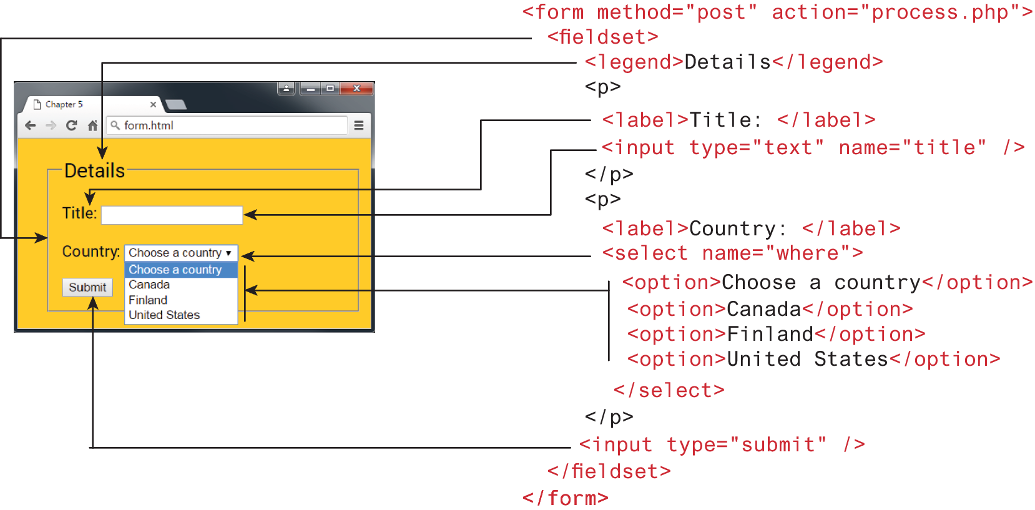 <form method="post" action="process.php">
<fieldset>
<legend>Details</legend>
<p>
<label>Title: </label>
<input type="text" name="title" />
</p>
<p>
<label>Country: </label>
<select name="where">
<option>Choose a country</option>
<option>Canada</option>
<option>Finland</option>
<option>United States</option>
</select>
</p>
<input type="submit" />
</fieldset>
</form>
Chapter 5
form.html
Details
Title:
Country: Choose a country
Choose a country
Canada
Finland
United States
Submit